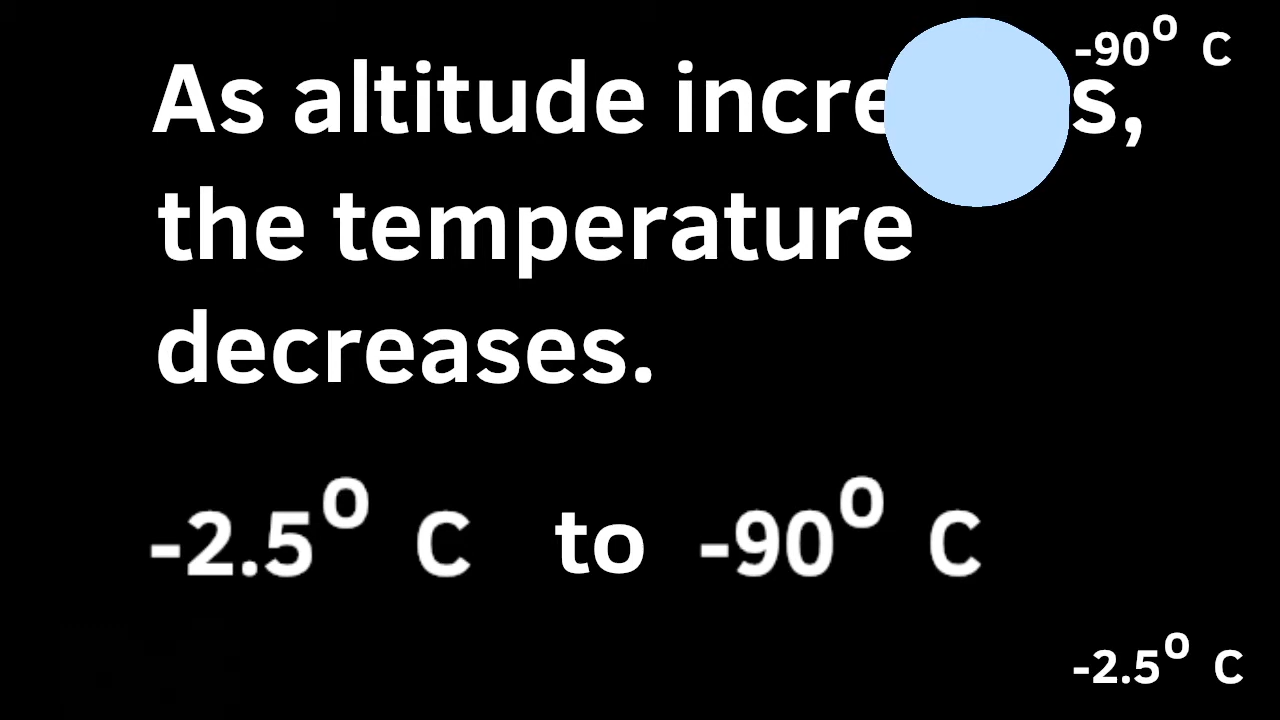 -90° C
As altitude incre s,
the temperature
decreases.
-2.5° C to -90° C
-2.5° C